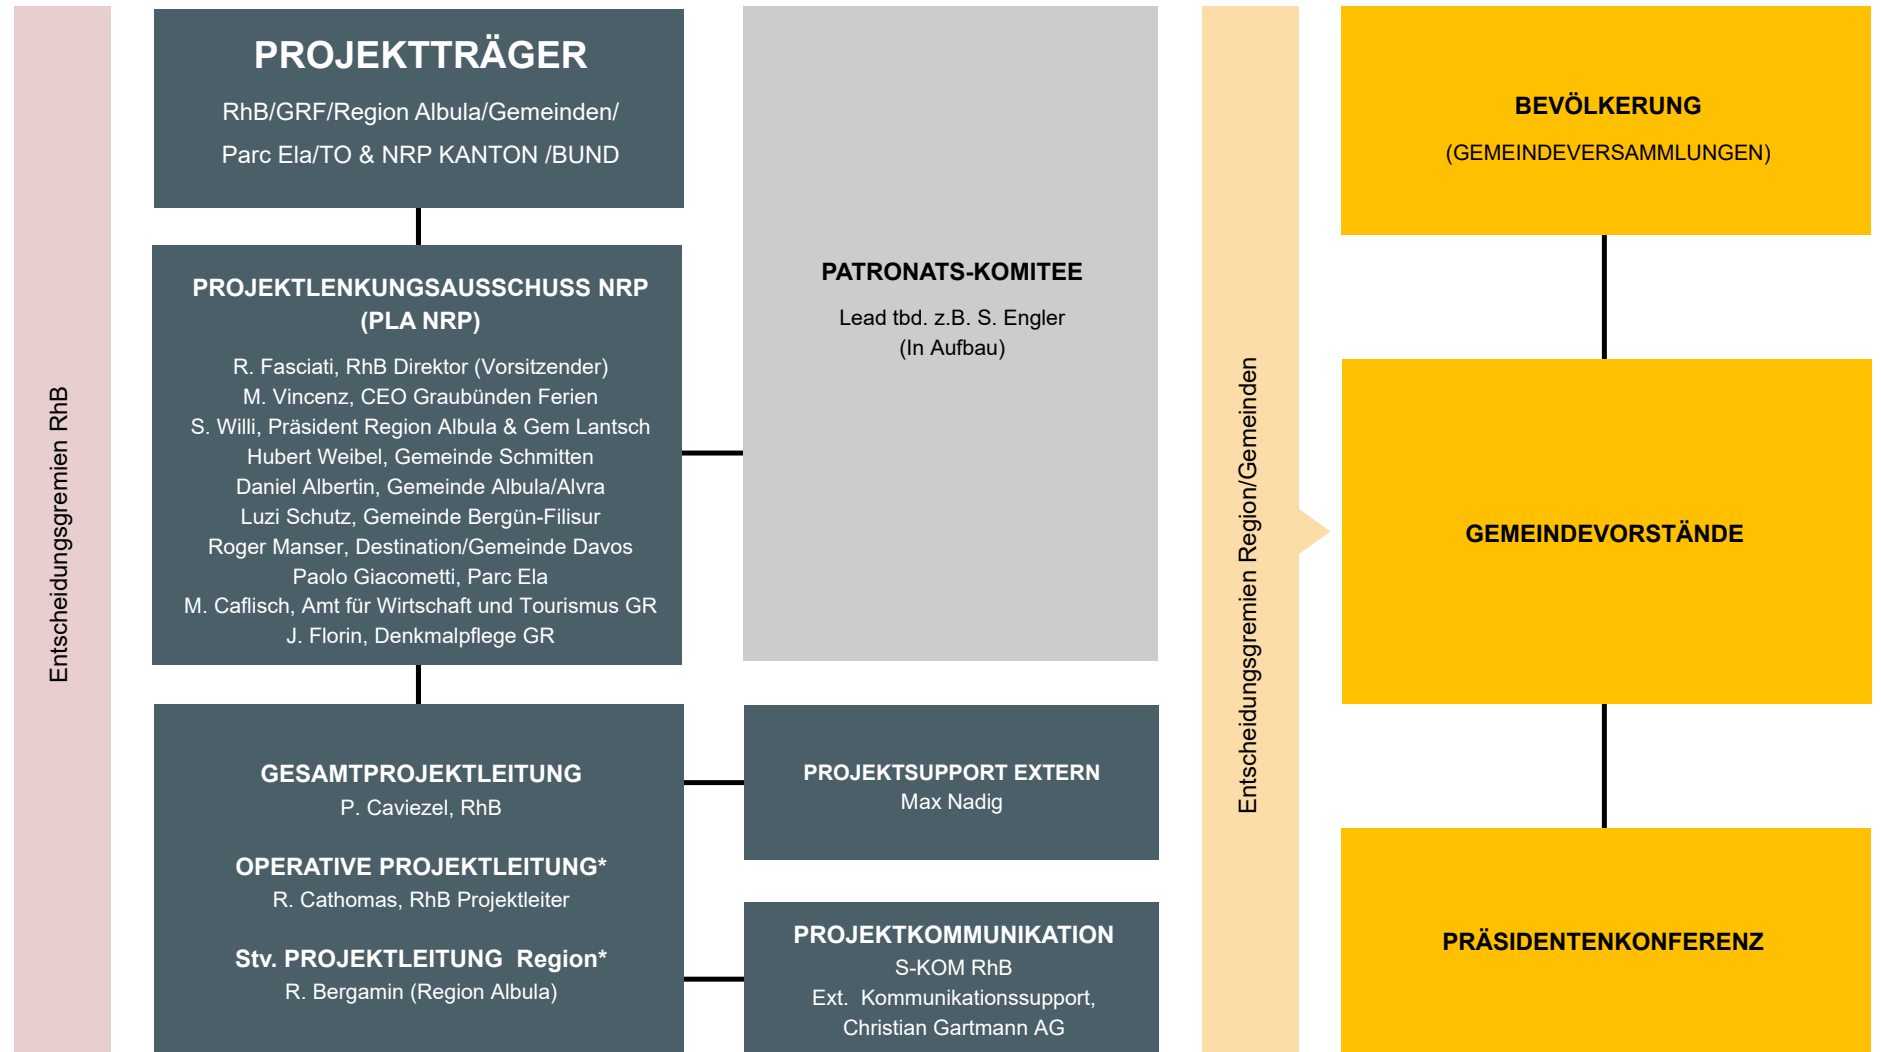 Entscheidungsgremien RhB
PROJEKTTRÄGER
RhB/GRF/Region Albula/Gemeinden/
Parc Ela/TO & NRP KANTON /BUND
PROJEKTLENKUNGSAUSSCHUSS NRP
(PLA NRP)
R. Fasciati, RhB Direktor (Vorsitzender)
M. Vincenz, CEO Graubünden Ferien
S. Willi, Präsident Region Albula & Gem Lantsch
Hubert Weibel, Gemeinde Schmitten
Daniel Albertin, Gemeinde Albula/Alvra
Luzi Schutz, Gemeinde Bergün-Filisur
Roger Manser, Destination/Gemeinde Davos
Paolo Giacometti, Parc Ela
M. Caflisch, Amt für Wirtschaft und Tourismus GR
J. Florin, Denkmalpflege GR
GESAMTPROJEKTLEITUNG
P. Caviezel, RhB
OPERATIVE PROJEKTLEITUNG*
R. Cathomas, RhB Projektleiter
Stv. PROJEKTLEITUNG  Region*
R. Bergamin (Region Albula)
PATRONATS-KOMITEE
Lead tbd. z.B. S. Engler
(In Aufbau)
PROJEKTSUPPORT EXTERN
Max Nadig
PROJEKTKOMMUNIKATION
S-KOM RhB
Ext.  Kommunikationssupport,
Christian Gartmann AG
Entscheidungsgremien Region/Gemeinden
BEVÖLKERUNG
(GEMEINDEVERSAMMLUNGEN)
GEMEINDEVORSTÄNDE
PRÄSIDENTENKONFERENZ